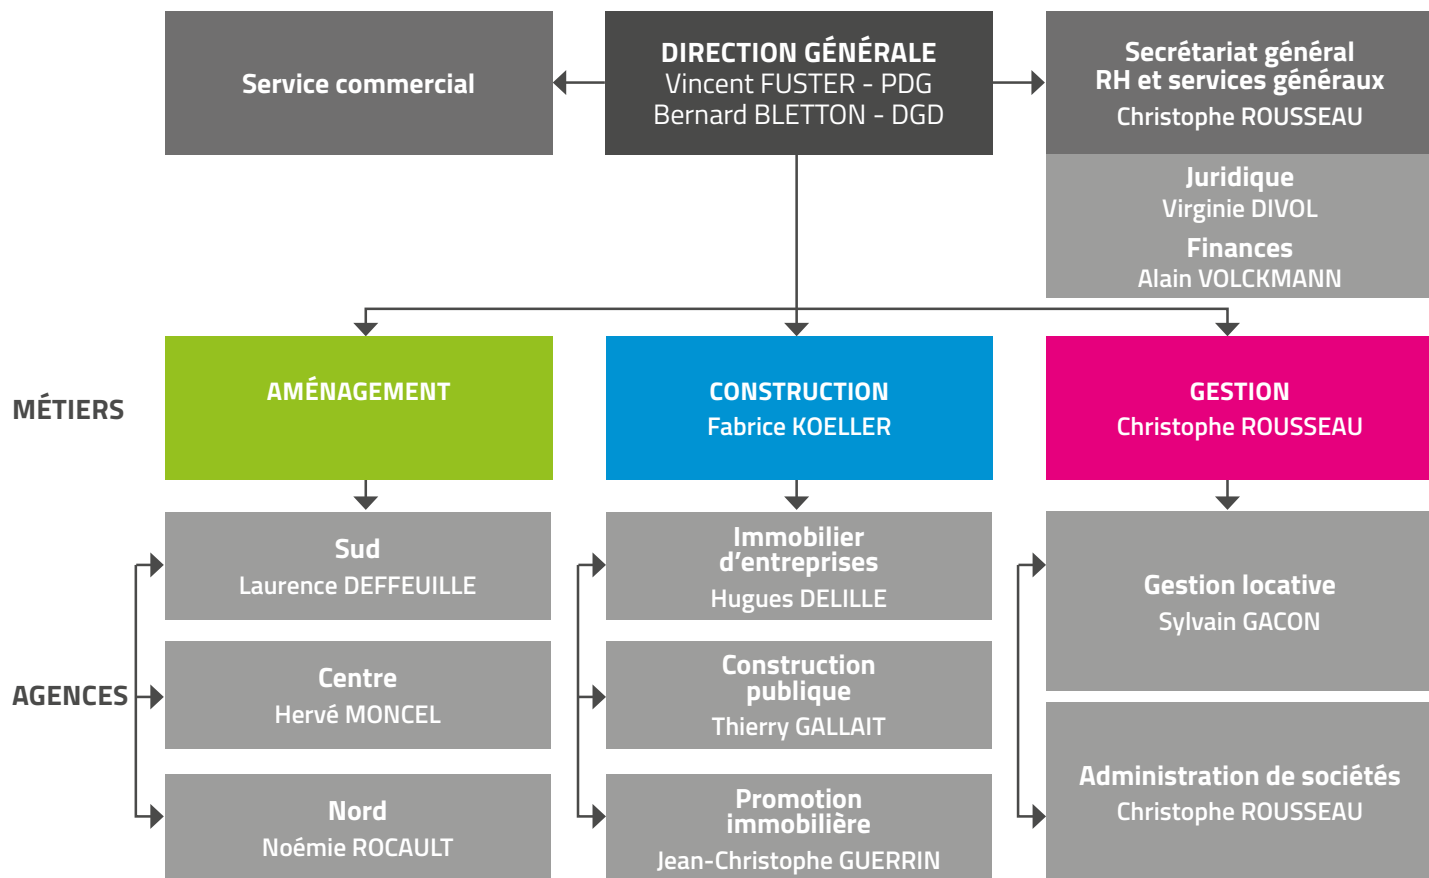 Service commercial
DIRECTION GÉNÉRALE
Vincent FUSTER - PDG
Bernard BLETTON - DGD
Secrétariat général
RH et services généraux
Christophe ROUSSEAU
Juridique
Virginie DIVOL
Finances
Alain VOLCKMANN
MÉTIERS
AMÉNAGEMENT
CONSTRUCTION
Fabrice KOELLER
GESTION
Christophe ROUSSEAU
AGENCES
Sud
Laurence DEFFEUILLE
Centre
Hervé MONCEL
Nord
Noémie ROCAULT
Immobilier
d'entreprises
Hugues DELILLE
Construction
publique
Thierry GALLAIT
Promotion
immobilière
Jean-Christophe GUERRIN
Gestion locative
Sylvain GACON
Administration de sociétés
Christophe ROUSSEAU